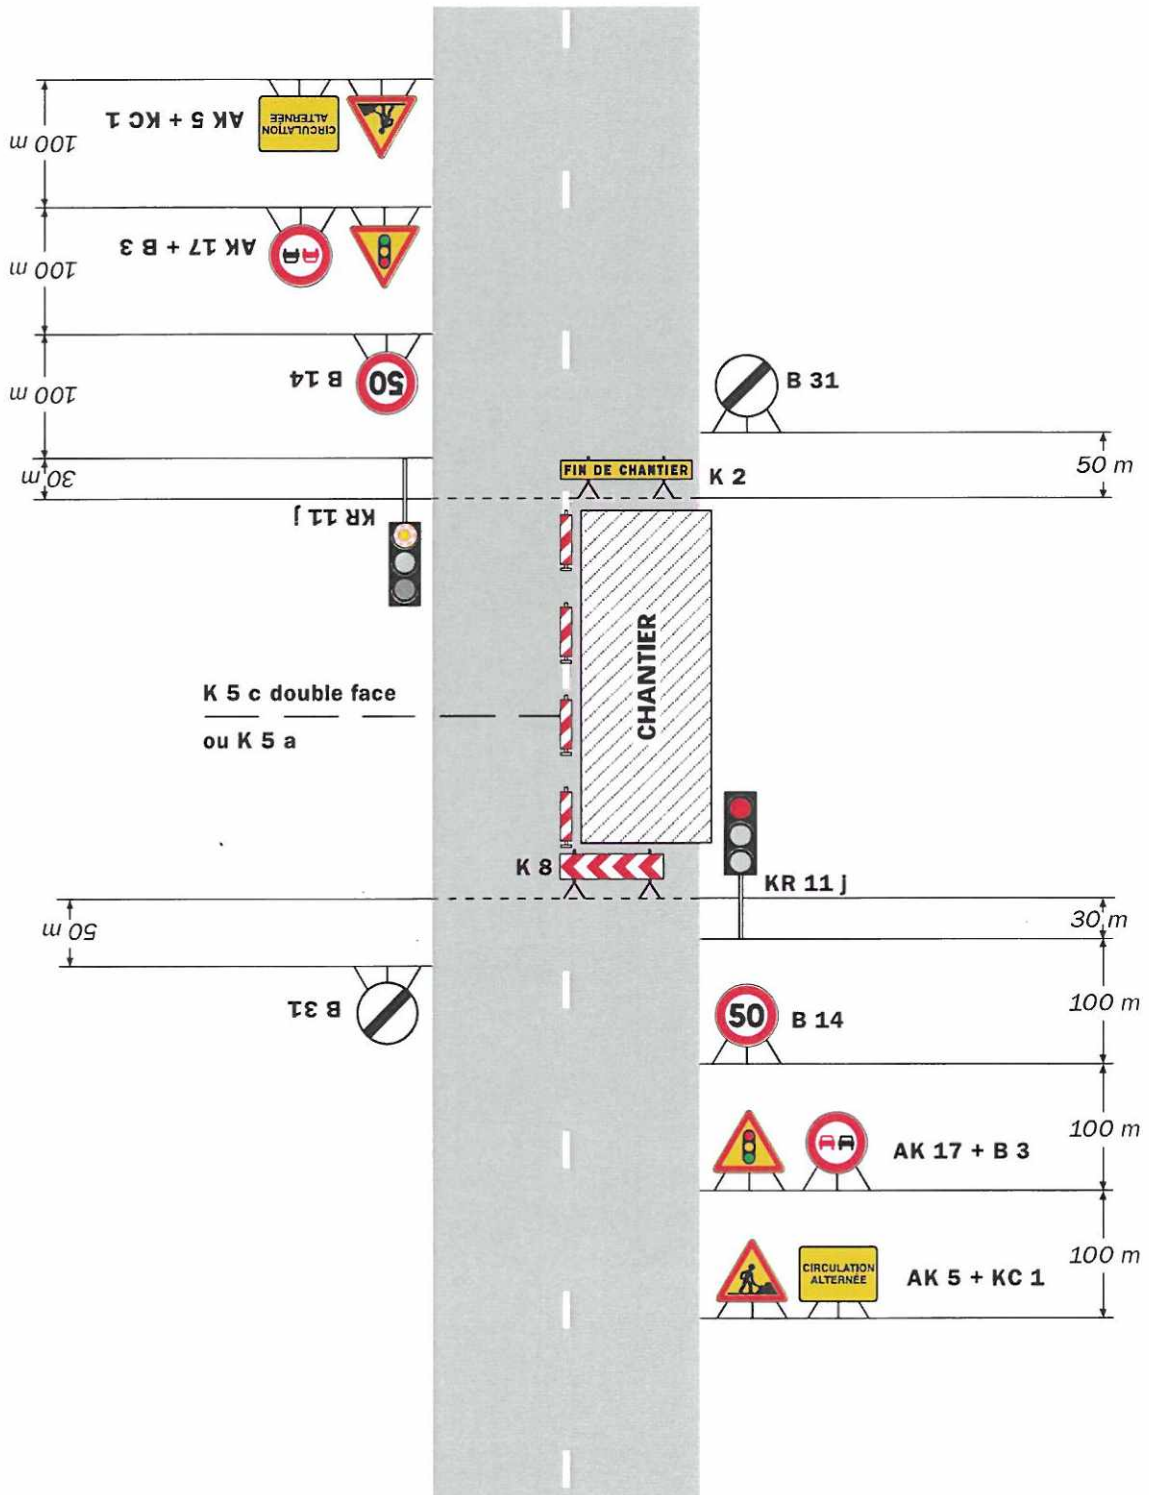 100 m
AK 5 + KC 1
CIRCULATION
ALTERNÉE
100 m
AK 17 + B 3
100 m
B 14
50
B 31
30 m
KR 11 j
FIN DE CHANTIER
K 2
50 m
CHANTIER
K 5 c double face
ou K 5 a
K 8
KR 11 j
50 m
30 m
B 31
50
B 14
100 m
AK 17 + B 3
100 m
CIRCULATION
ALTERNÉE
AK 5 + KC 1
100 m